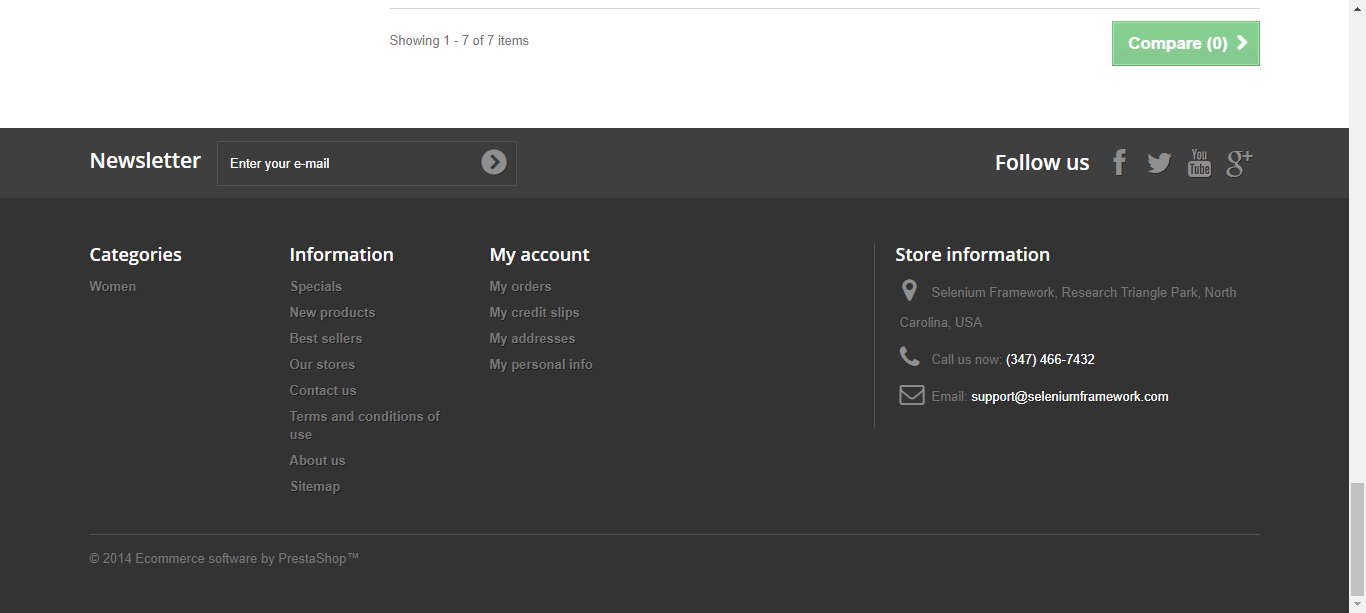 Showing 1 - 7 of 7 items
Compare (0)
Newsletter
Enter your e-mail
Follow us
You
Tube
g+
Categories
Women
Information
Specials
New products
Best sellers
Our stores
Contact us
Terms and conditions of
use
About us
Sitemap
My account
My orders
My credit slips
My addresses
My personal info
Store information
Selenium Framework, Research Triangle Park, North
Carolina, USA
Call us now: (347) 466-7432
Email: support@seleniumframework.com
© 2014 Ecommerce software by PrestaShop™